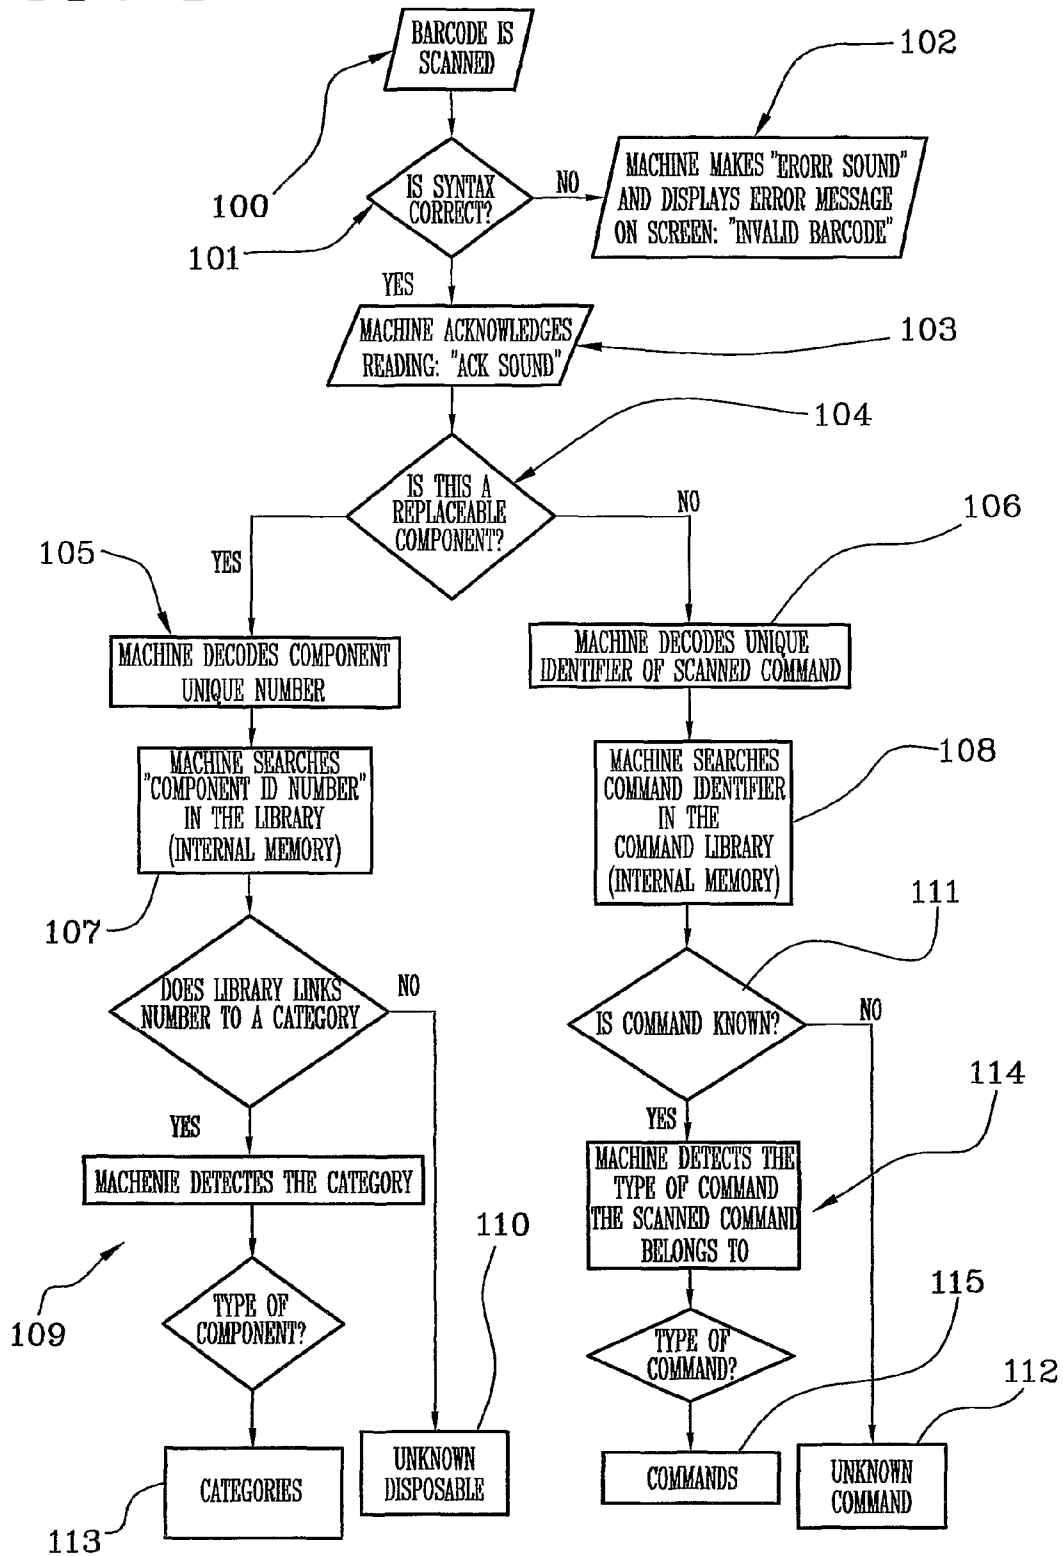 BARCODE IS
SCANNED
102
100
IS SYNTAX
CORRECT?
NO
MACHINE MAKES "ERORR SOUND"
AND DISPLAYS ERROR MESSAGE
ON SCREEN: "INVALID BARCODE"
101
YES
MACHINE ACKNOWLEDGES
READING: "ACK SOUND"
103
104
IS THIS A
REPLACEABLE
COMPONENT?
NO
106
105
YES
MACHINE DECODES COMPONENT
UNIQUE NUMBER
MACHINE DECODES UNIQUE
IDENTIFIER OF SCANNED COMMAND
MACHINE SEARCHES
"COMPONENT ID NUMBER"
IN THE LIBRARY
(INTERNAL MEMORY)
107
MACHINE SEARCHES
COMMAND IDENTIFIER
IN THE
COMMAND LIBRARY
(INTERNAL MEMORY)
108
111
DOES LIBRARY LINKS
NUMBER TO A CATEGORY
NO
IS COMMAND KNOWN?
NO
YES
YES
114
MACHENIE DETECTES THE CATEGORY
MACHINE DETECTS THE
TYPE OF COMMAND
THE SCANNED COMMAND
BELONGS TO
109
110
TYPE OF
COMPONENT?
115
TYPE OF
COMMAND?
112
CATEGORIES
113
UNKNOWN
DISPOSABLE
COMMANDS
UNKNOWN
COMMAND